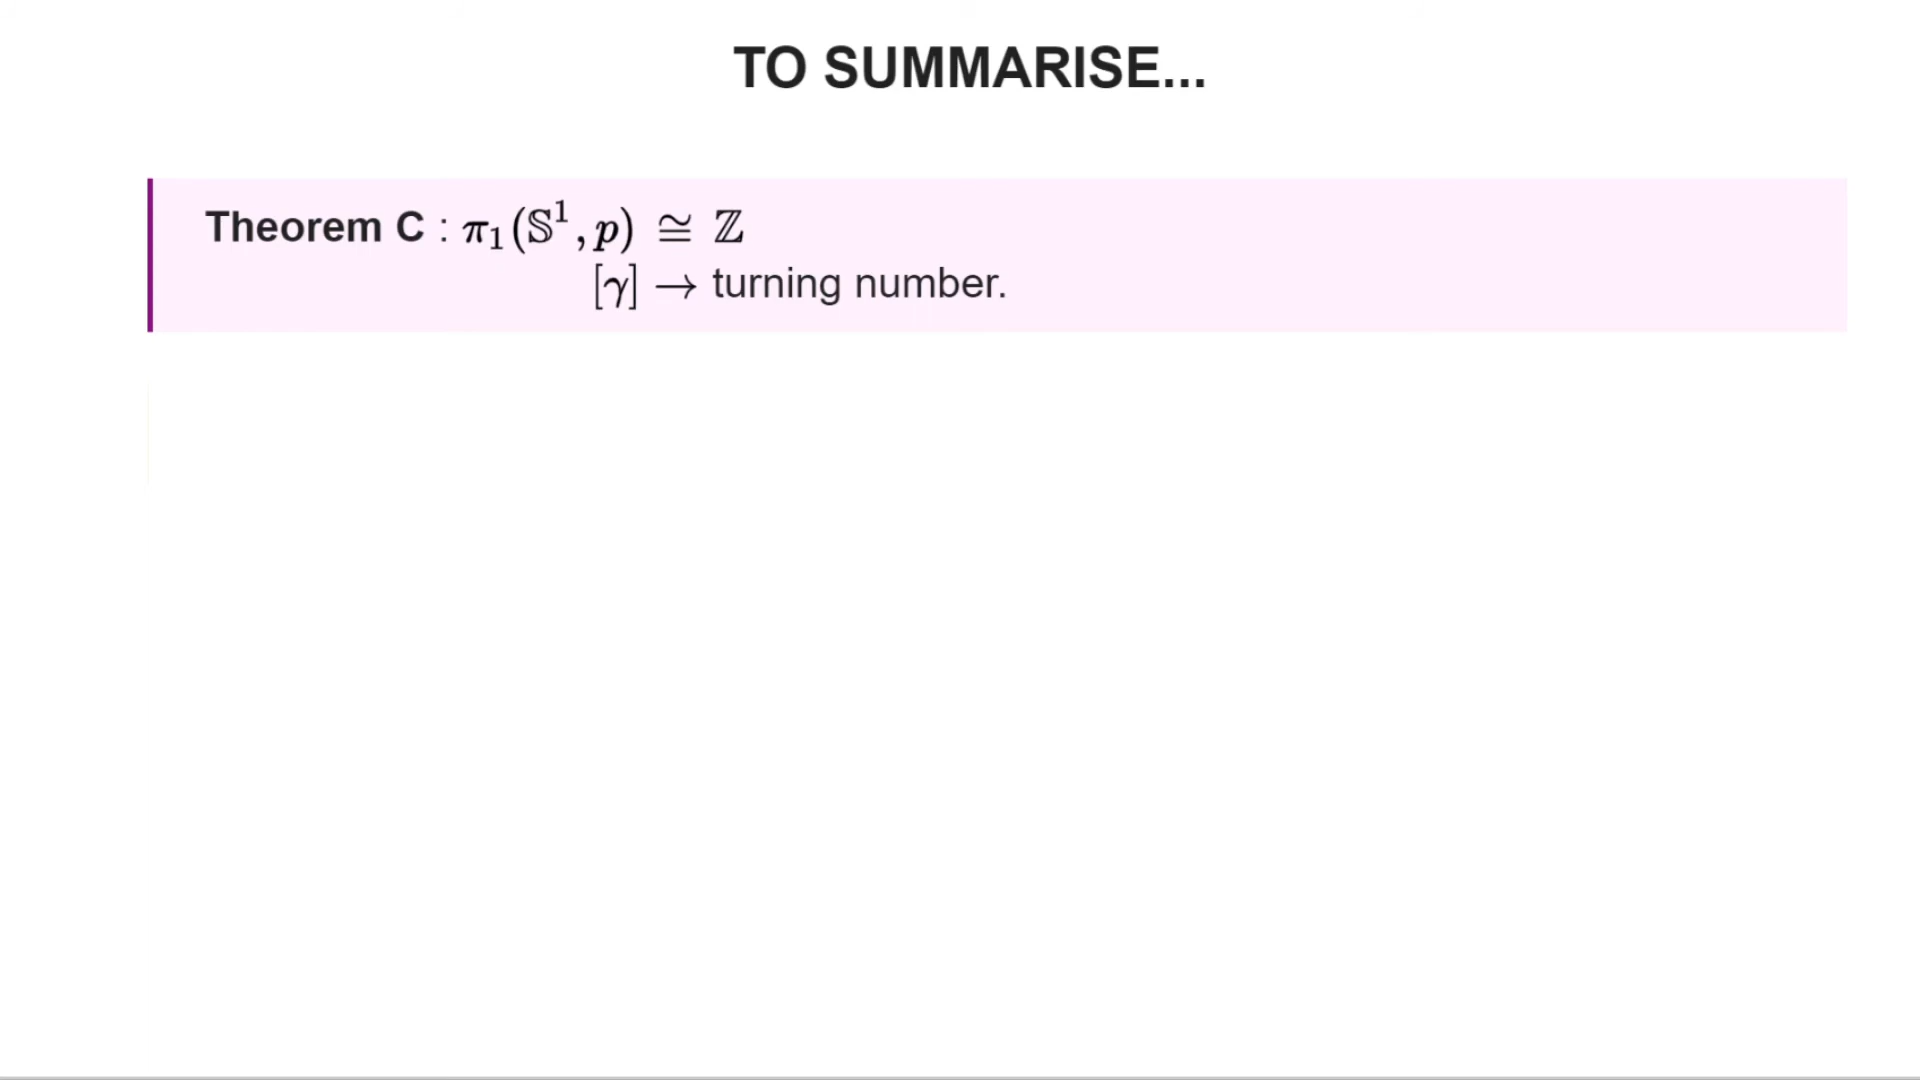 TO SUMMARISE...
Theorem C : π₁(𝕊¹, p) ≅ ℤ
[γ] → turning number.